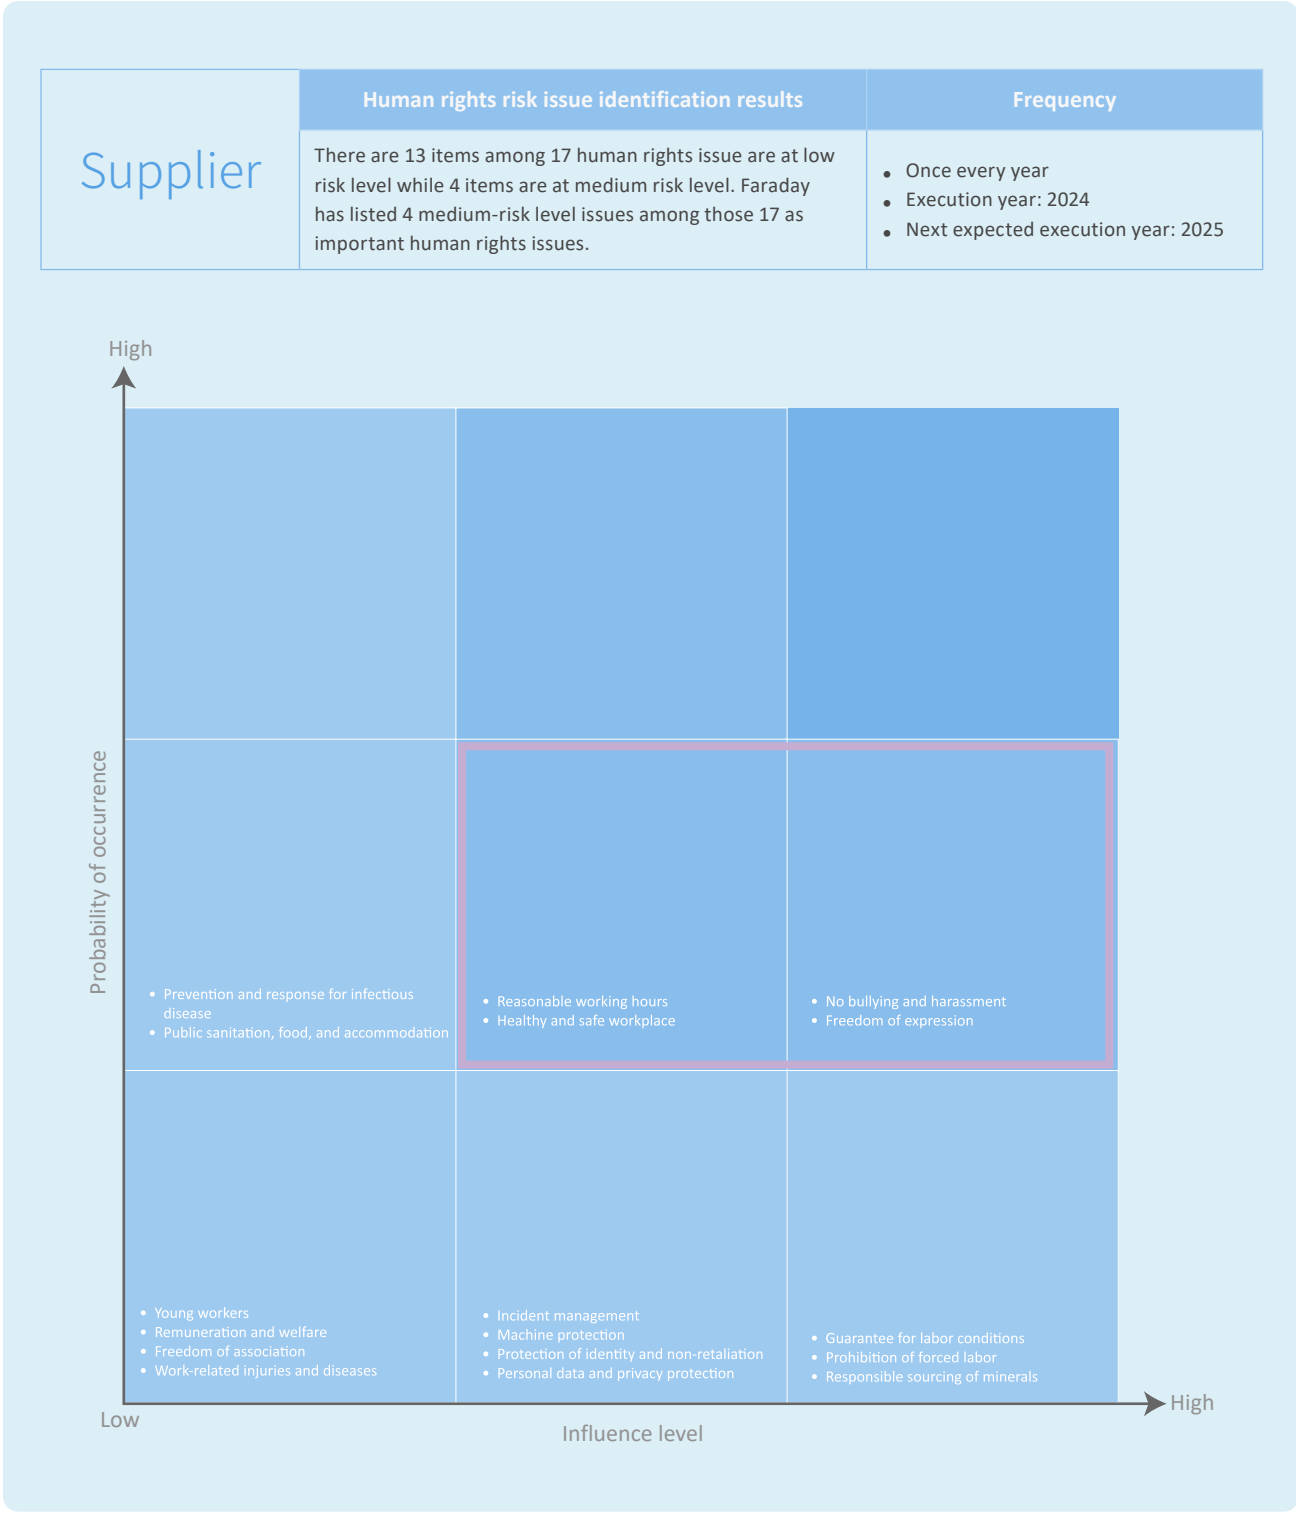 Supplier
Human rights risk issue identification results
Frequency
There are 13 items among 17 human rights issue are at low
risk level while 4 items are at medium risk level. Faraday
has listed 4 medium-risk level issues among those 17 as
important human rights issues.
• Once every year
• Execution year: 2024
• Next expected execution year: 2025
High
Probability of occurrence
• Prevention and response for infectious
disease
• Public sanitation, food, and accommodation
• Reasonable working hours
• Healthy and safe workplace
• No bullying and harassment
• Freedom of expression
• Young workers
• Remuneration and welfare
• Freedom of association
• Work-related injuries and diseases
• Incident management
• Machine protection
• Protection of identity and non-retaliation
• Personal data and privacy protection
• Guarantee for labor conditions
• Prohibition of forced labor
• Responsible sourcing of minerals
Low
Influence level
High